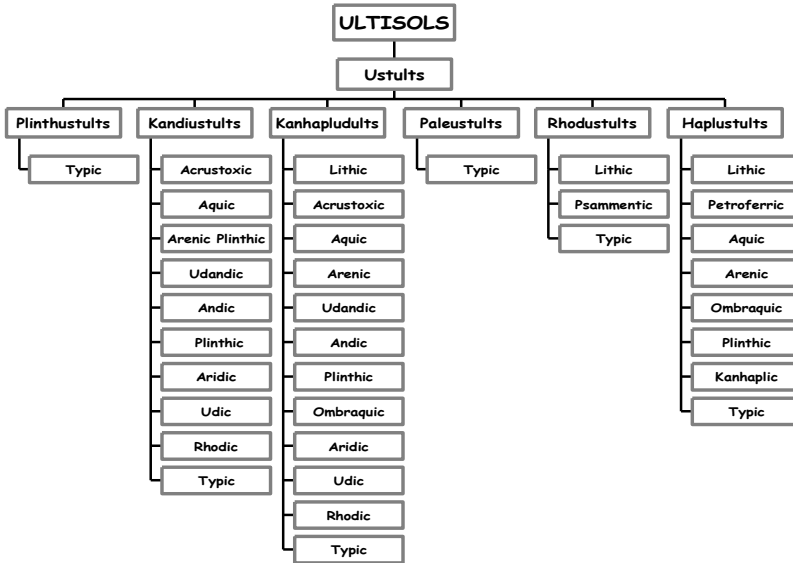 ULTISOLS
Ustults
Plinthustults
Kandiustults
Kanhapludults
Paleustults
Rhodustults
Haplustults
Typic
Acrustoxic
Aquic
Arenic Plinthic
Udandic
Andic
Plinthic
Aridic
Udic
Rhodic
Typic
Lithic
Acrustoxic
Aquic
Arenic
Udandic
Andic
Plinthic
Ombraquic
Aridic
Udic
Rhodic
Typic
Typic
Lithic
Psammentic
Typic
Lithic
Petroferric
Aquic
Arenic
Ombraquic
Plinthic
Kanhaplic
Typic